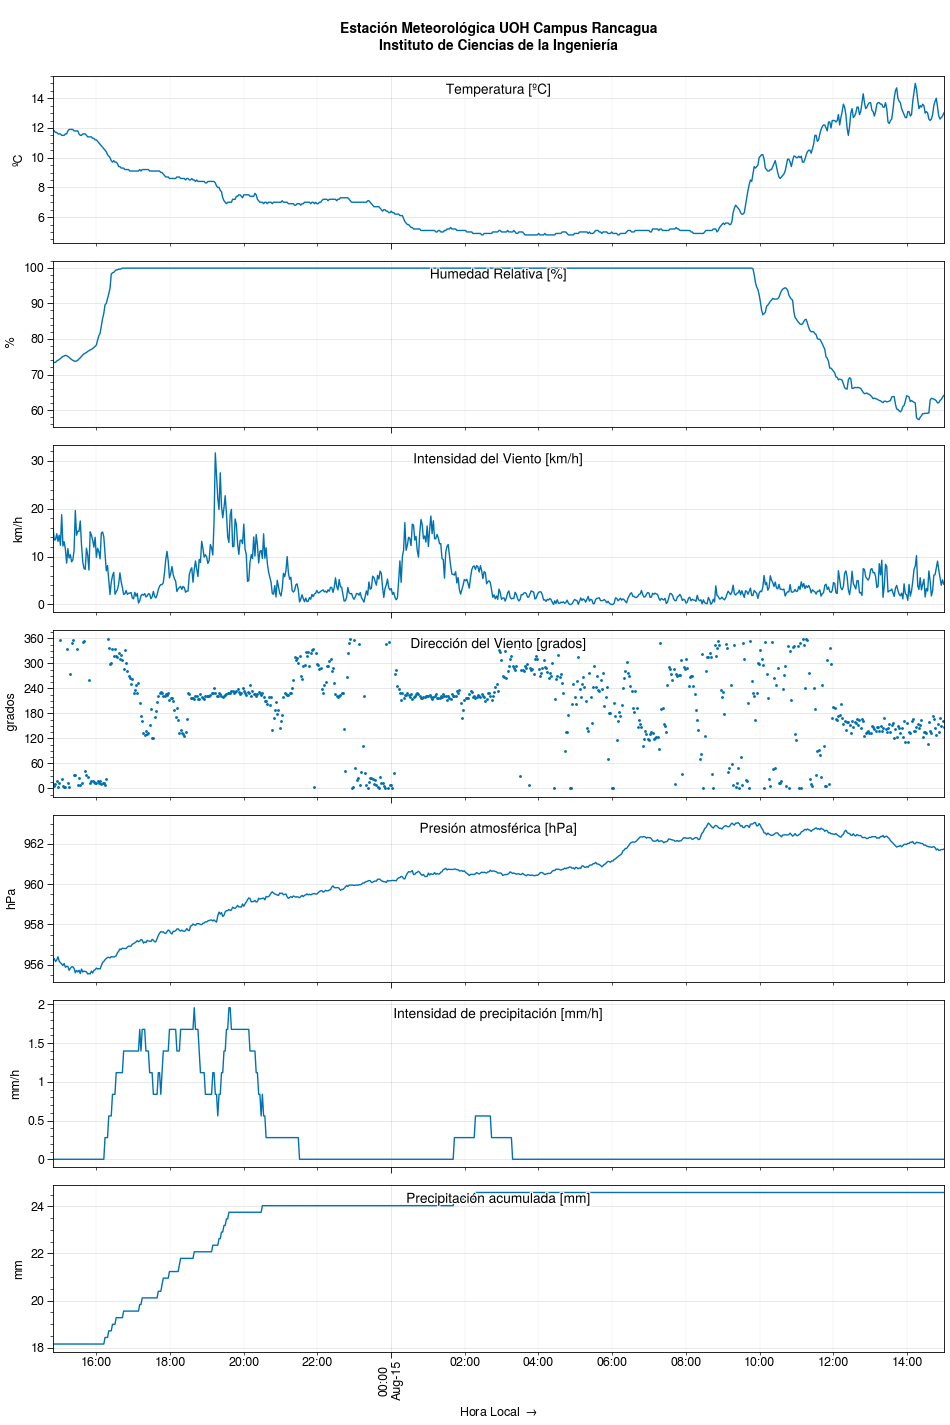 Estación Meteorológica UOH Campus Rancagua
Instituto de Ciencias de la Ingeniería
Temperatura [ºC]
14
12
10
8
6
ºC
Humedad Relativa [%]
100
90
80
70
60
%
Intensidad del Viento [km/h]
30
20
10
0
km/h
Dirección del Viento [grados]
360
300
240
180
120
60
0
grados
Presión atmosférica [hPa]
962
960
958
956
hPa
Intensidad de precipitación [mm/h]
2
1.5
1
0.5
0
mm/h
Precipitación acumulada [mm]
24
22
20
18
mm
16:00 18:00 20:00 22:00 00:00 02:00 04:00 06:00 08:00 10:00 12:00 14:00
Aug-15
Hora Local →